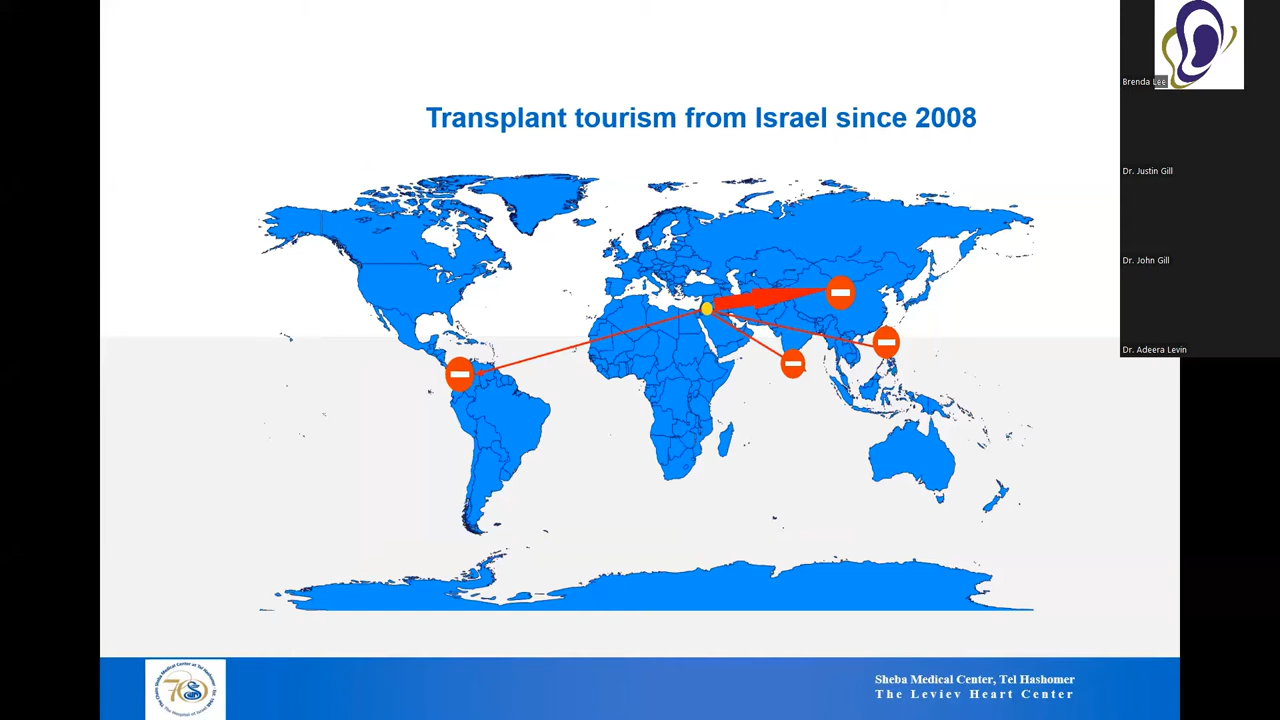 Transplant tourism from Israel since 2008
Brenda Lee
Dr. Justin Gill
Dr. John Gill
Dr. Adeera Levin
Sheba Medical Center, Tel Hashomer
The Leviev Heart Center